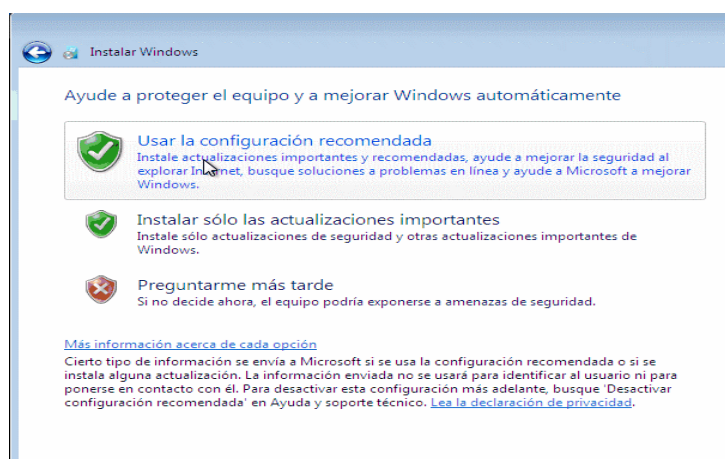 Instalar Windows
Ayude a proteger el equipo y a mejorar Windows automáticamente
Usar la configuración recomendada
Instale actualizaciones importantes y recomendadas, ayude a mejorar la seguridad al
explorar Internet, busque soluciones a problemas en línea y ayude a Microsoft a mejorar
Windows.
Instalar sólo las actualizaciones importantes
Instale sólo actualizaciones de seguridad y otras actualizaciones importantes de
Windows.
Preguntarme más tarde
Si no decide ahora, el equipo podría exponerse a amenazas de seguridad.
Más información acerca de cada opción
Cierto tipo de información se envía a Microsoft si se usa la configuración recomendada o si se
instala alguna actualización. La información enviada no se usará para identificar al usuario ni para
ponerse en contacto con él. Para desactivar esta configuración más adelante, busque 'Desactivar
configuración recomendada' en Ayuda y soporte técnico. Lea la declaración de privacidad.